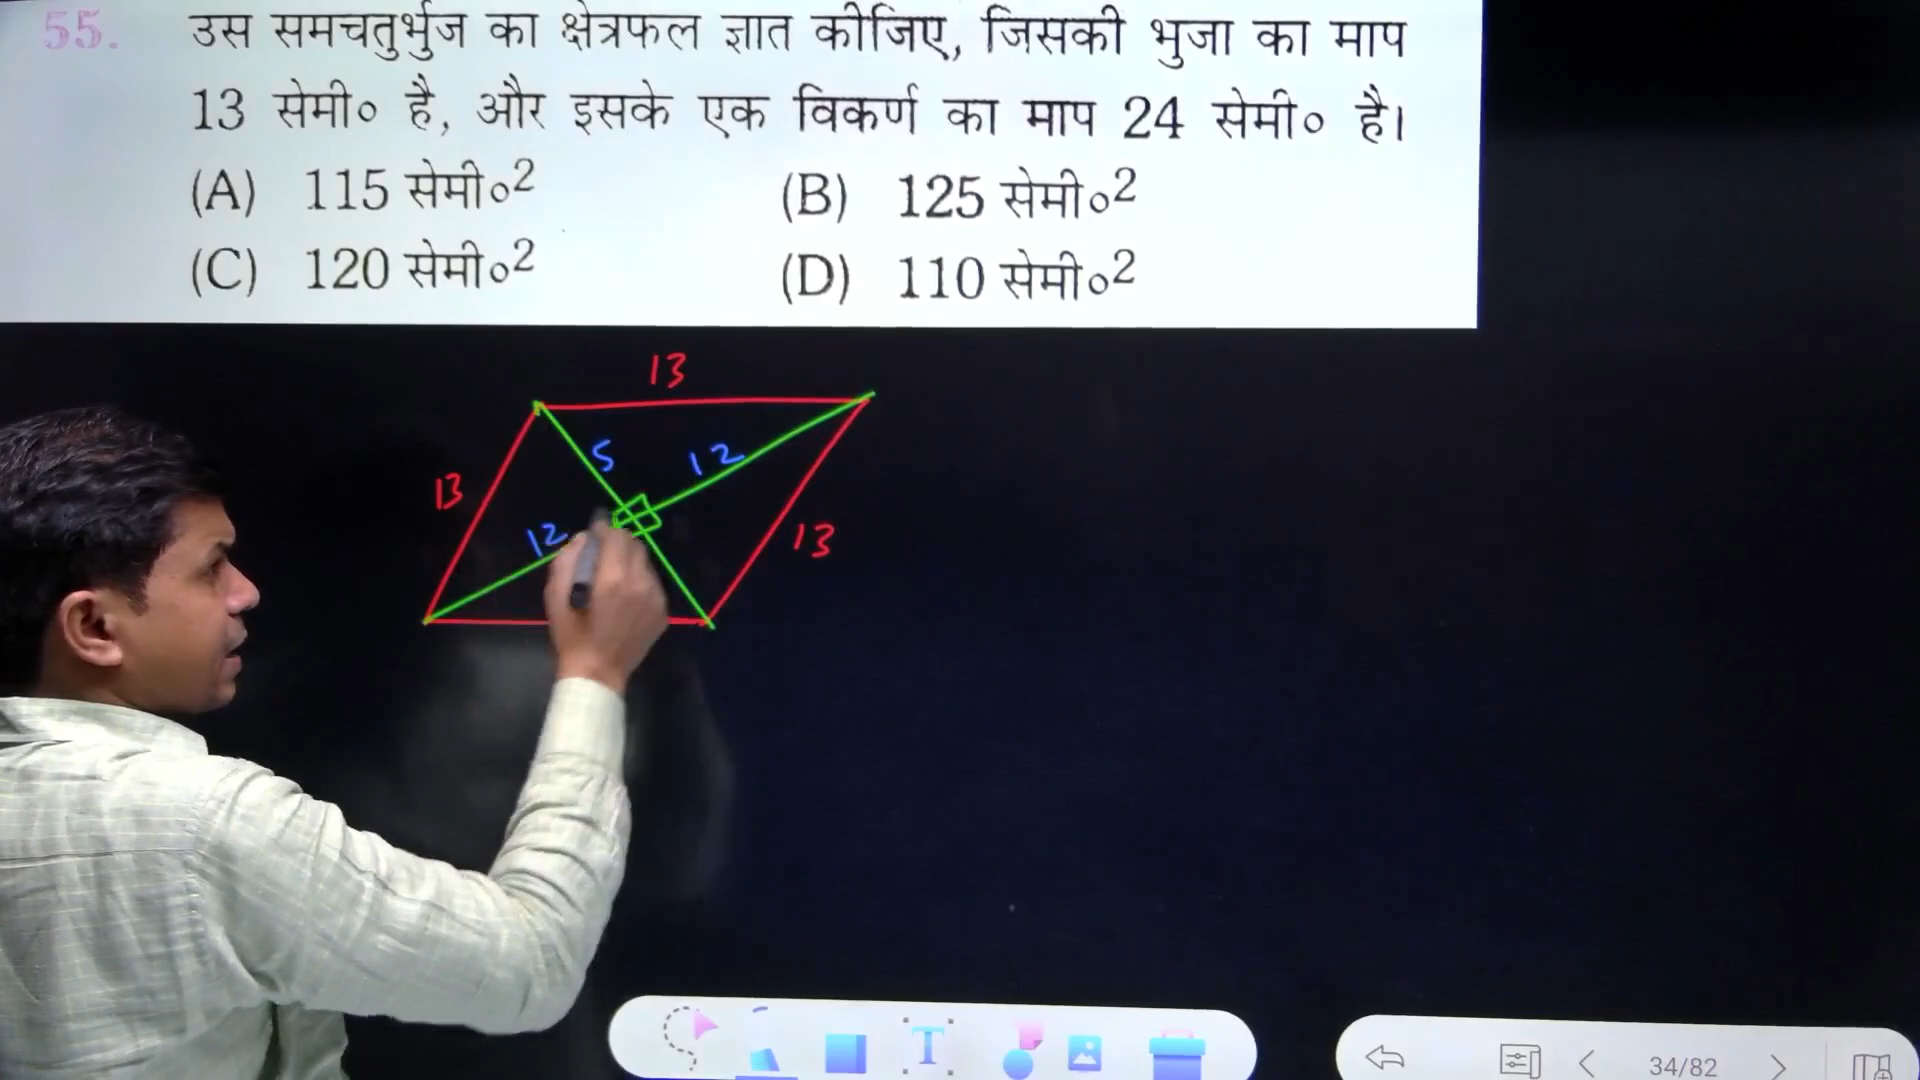 55. उस समचतुर्भुज का क्षेत्रफल ज्ञात कीजिए, जिसकी भुजा का माप
13 सेमी० है, और इसके एक विकर्ण का माप 24 सेमी० है।
(A) 115 सेमी०² (B) 125 सेमी०²
(C) 120 सेमी०² (D) 110 सेमी०²
13
5 12
13
12 13
T
34/82